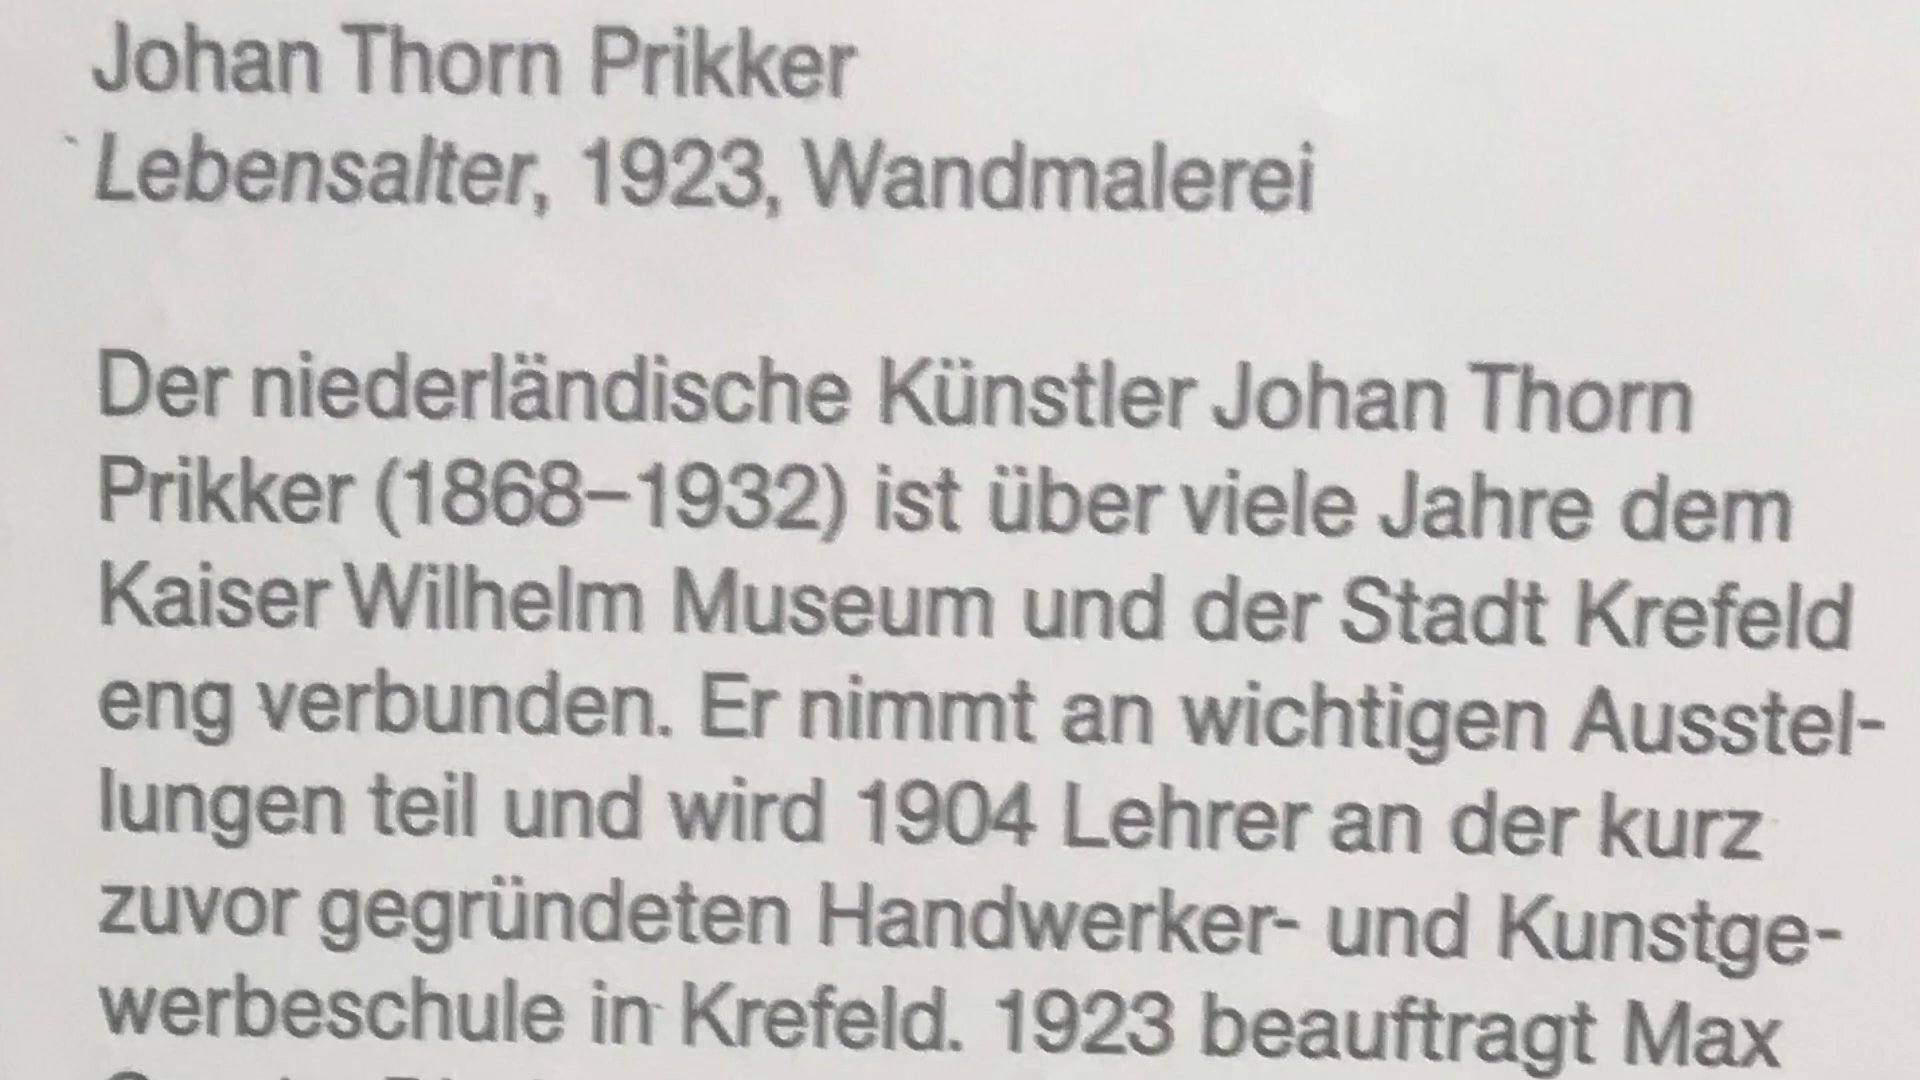 Johan Thorn Prikker
Lebensalter, 1923, Wandmalerei
Der niederländische Künstler Johan Thorn
Prikker (1868–1932) ist über viele Jahre dem
Kaiser Wilhelm Museum und der Stadt Krefeld
eng verbunden. Er nimmt an wichtigen Ausstel-
lungen teil und wird 1904 Lehrer an der kurz
zuvor gegründeten Handwerker- und Kunstge-
werbeschule in Krefeld. 1923 beauftragt Max